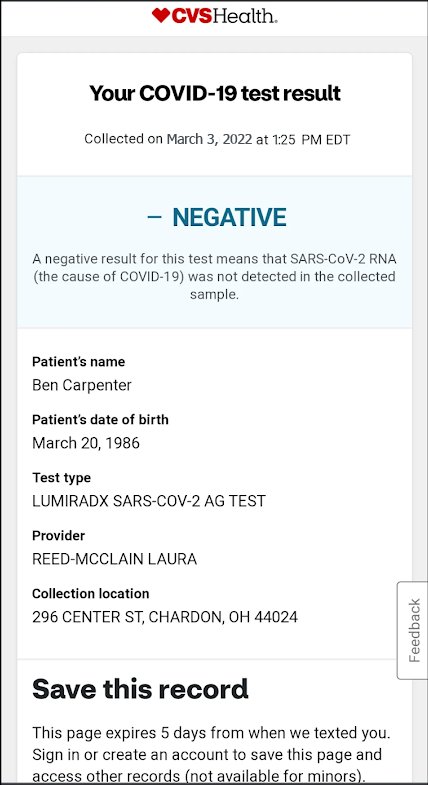 CVSHealth.
Your COVID-19 test result
Collected on March 3, 2022 at 1:25 PM EDT
– NEGATIVE
A negative result for this test means that SARS-CoV-2 RNA
(the cause of COVID-19) was not detected in the collected
sample.
Patient's name
Ben Carpenter
Patient's date of birth
March 20, 1986
Test type
LUMIRADX SARS-COV-2 AG TEST
Provider
REED-MCCLAIN LAURA
Collection location
296 CENTER ST, CHARDON, OH 44024
Feedback
Save this record
This page expires 5 days from when we texted you.
Sign in or create an account to save this page and
access other records (not available for minors).